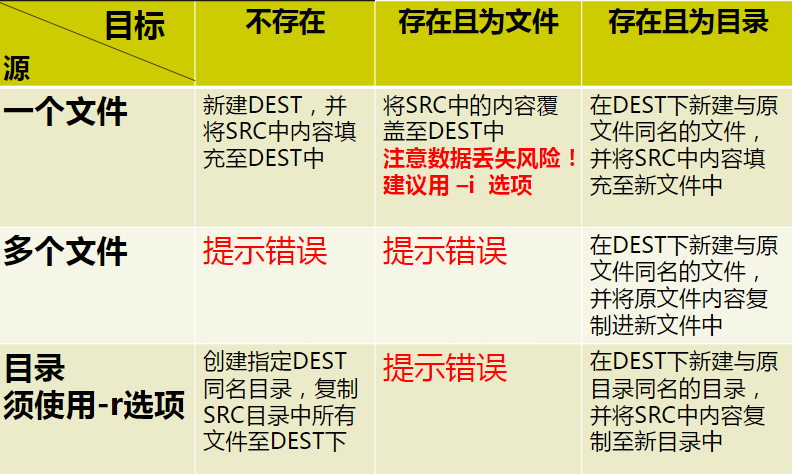 目标
源
不存在
存在且为文件
存在且为目录
一个文件
新建DEST，并
将SRC中内容填
充至DEST中
将SRC中的内容覆
盖至DEST中
注意数据丢失风险！
建议用 –i 选项
在DEST下新建与原
文件同名的文件，
并将SRC中内容填
充至新文件中
多个文件
提示错误
提示错误
在DEST下新建与原
文件同名的文件，
并将原文件内容复
制进新文件中
目录
须使用-r选项
创建指定DEST
同名目录，复制
SRC目录中所有
文件至DEST下
提示错误
在DEST下新建与原
目录同名的目录，
并将SRC中内容复
制至新目录中